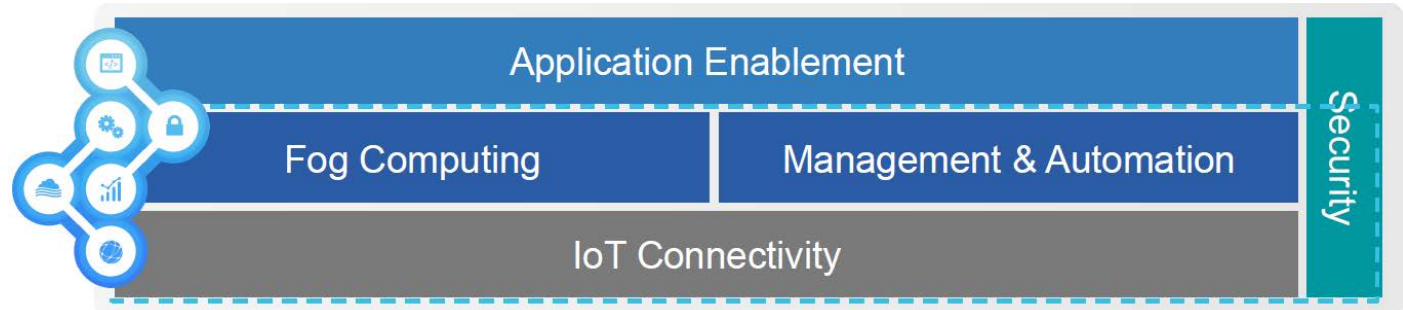 Application Enablement
Fog Computing
Management & Automation
IoT Connectivity
Security